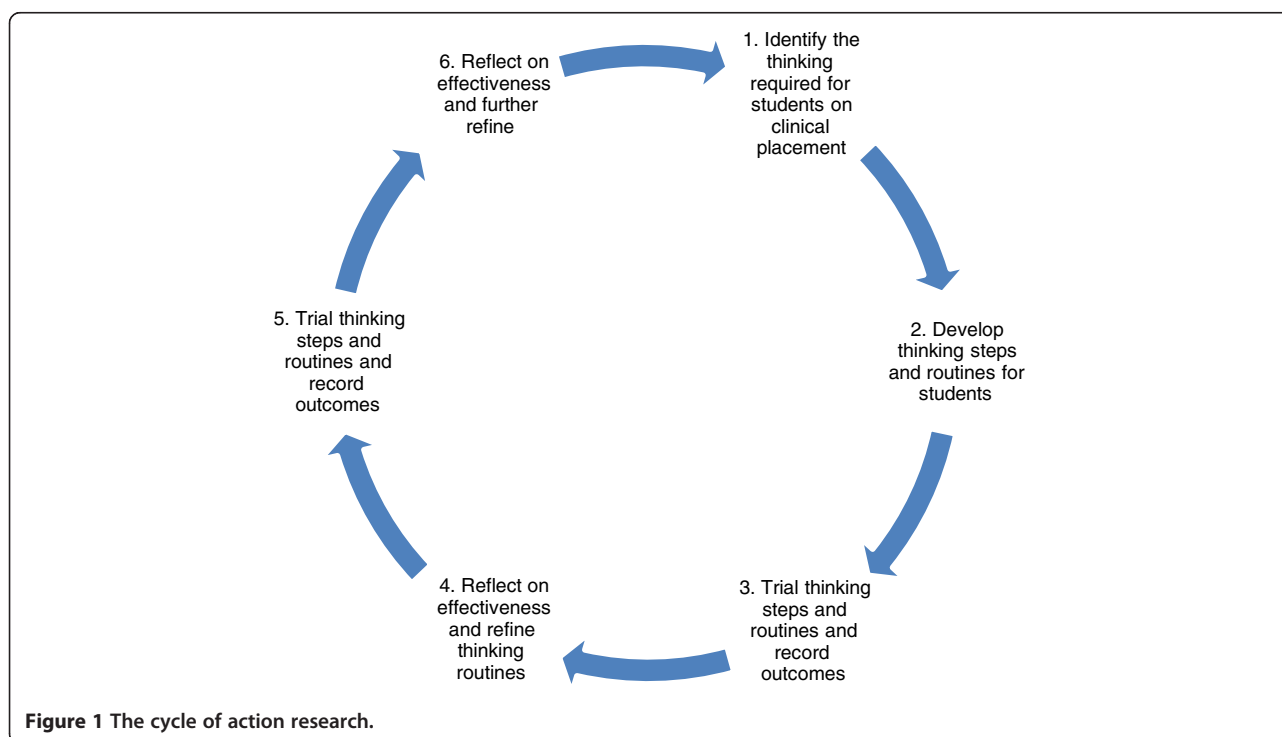 1. Identify the
thinking
required for
students on
clinical
placement
2. Develop
thinking steps
and routines for
students
3. Trial thinking
steps and
routines and
record
outcomes
4. Reflect on
effectiveness
and refine
thinking
routines
5. Trial thinking
steps and
routines and
record
outcomes
6. Reflect on
effectiveness
and further
refine
Figure 1 The cycle of action research.